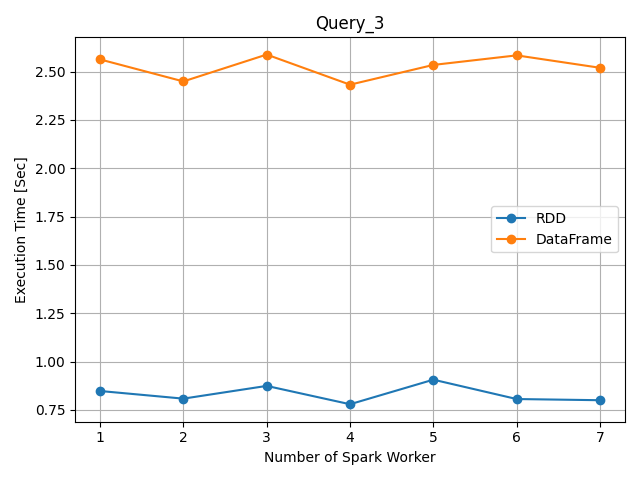 Query_3
Execution Time [Sec]
2.50
2.25
2.00
1.75
1.50
1.25
1.00
0.75
RDD
DataFrame
1 2 3 4 5 6 7
Number of Spark Worker